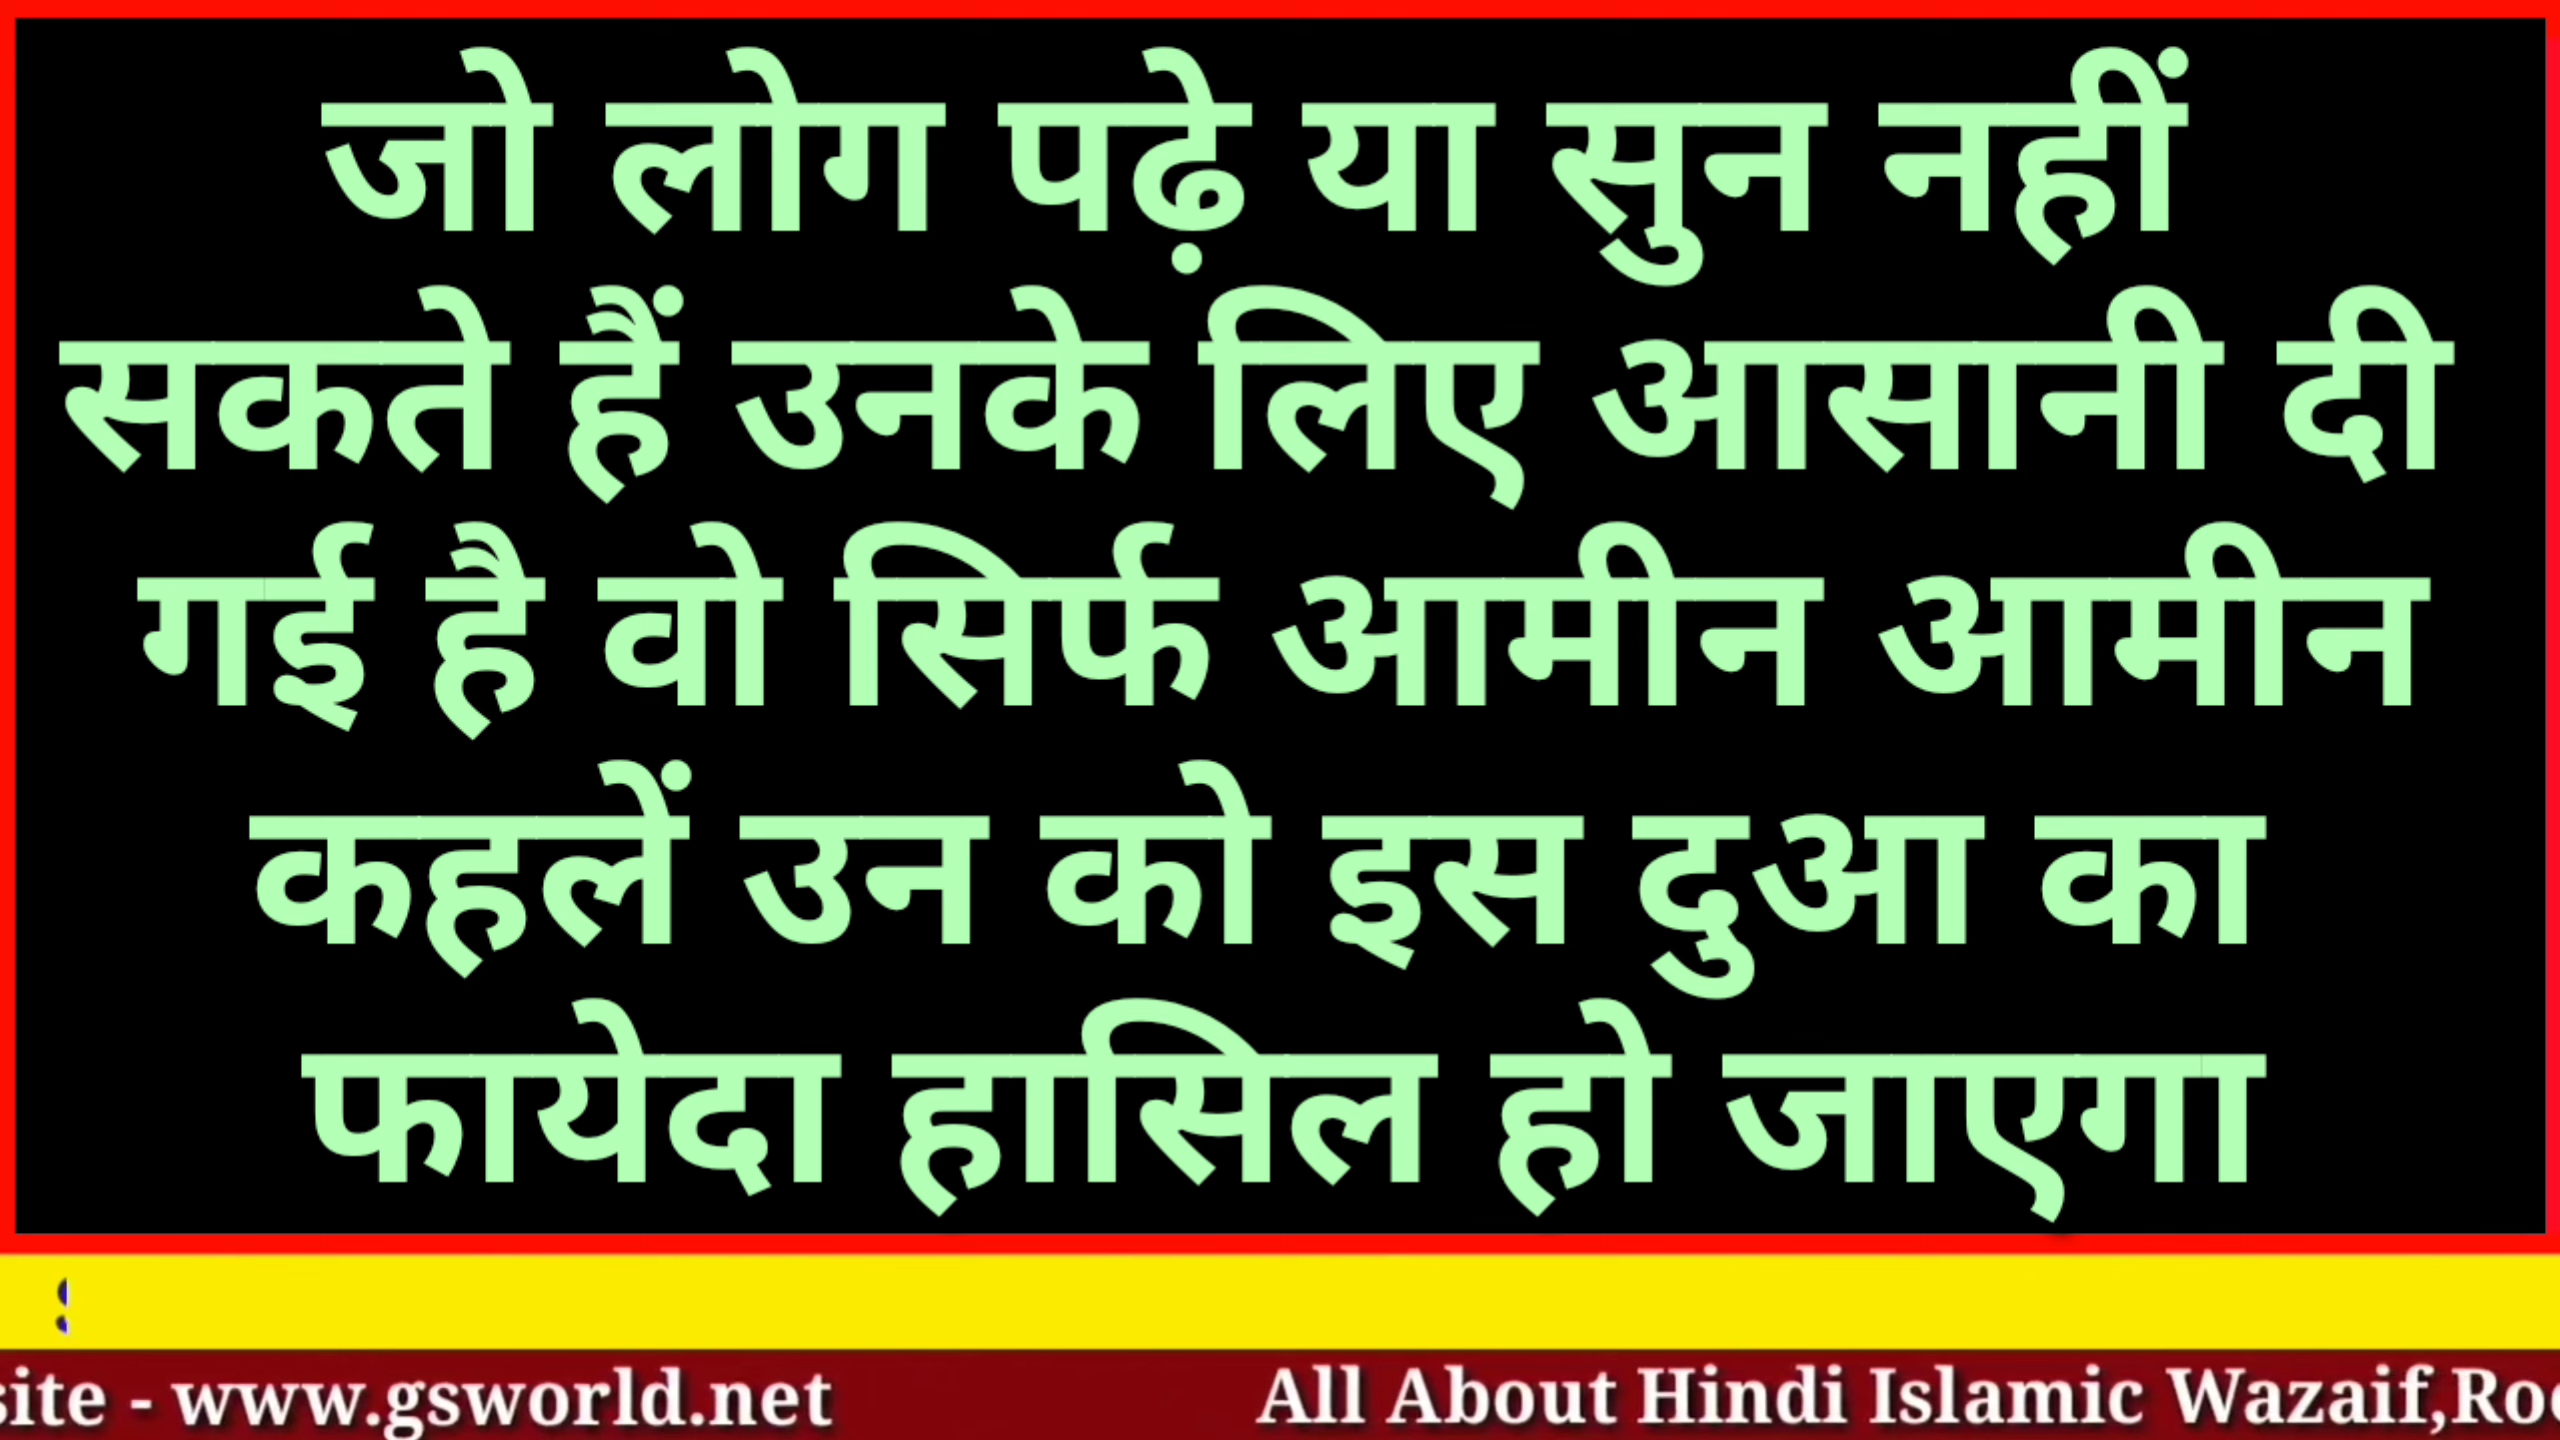 जो लोग पढ़े या सुन नहीं
सकते हैं उनके लिए आसानी दी
गई है वो सिर्फ आमीन आमीन
कहलें उन को इस दुआ का
फायेदा हासिल हो जाएगा
site - www.gsworld.net All About Hindi Islamic Wazaif,